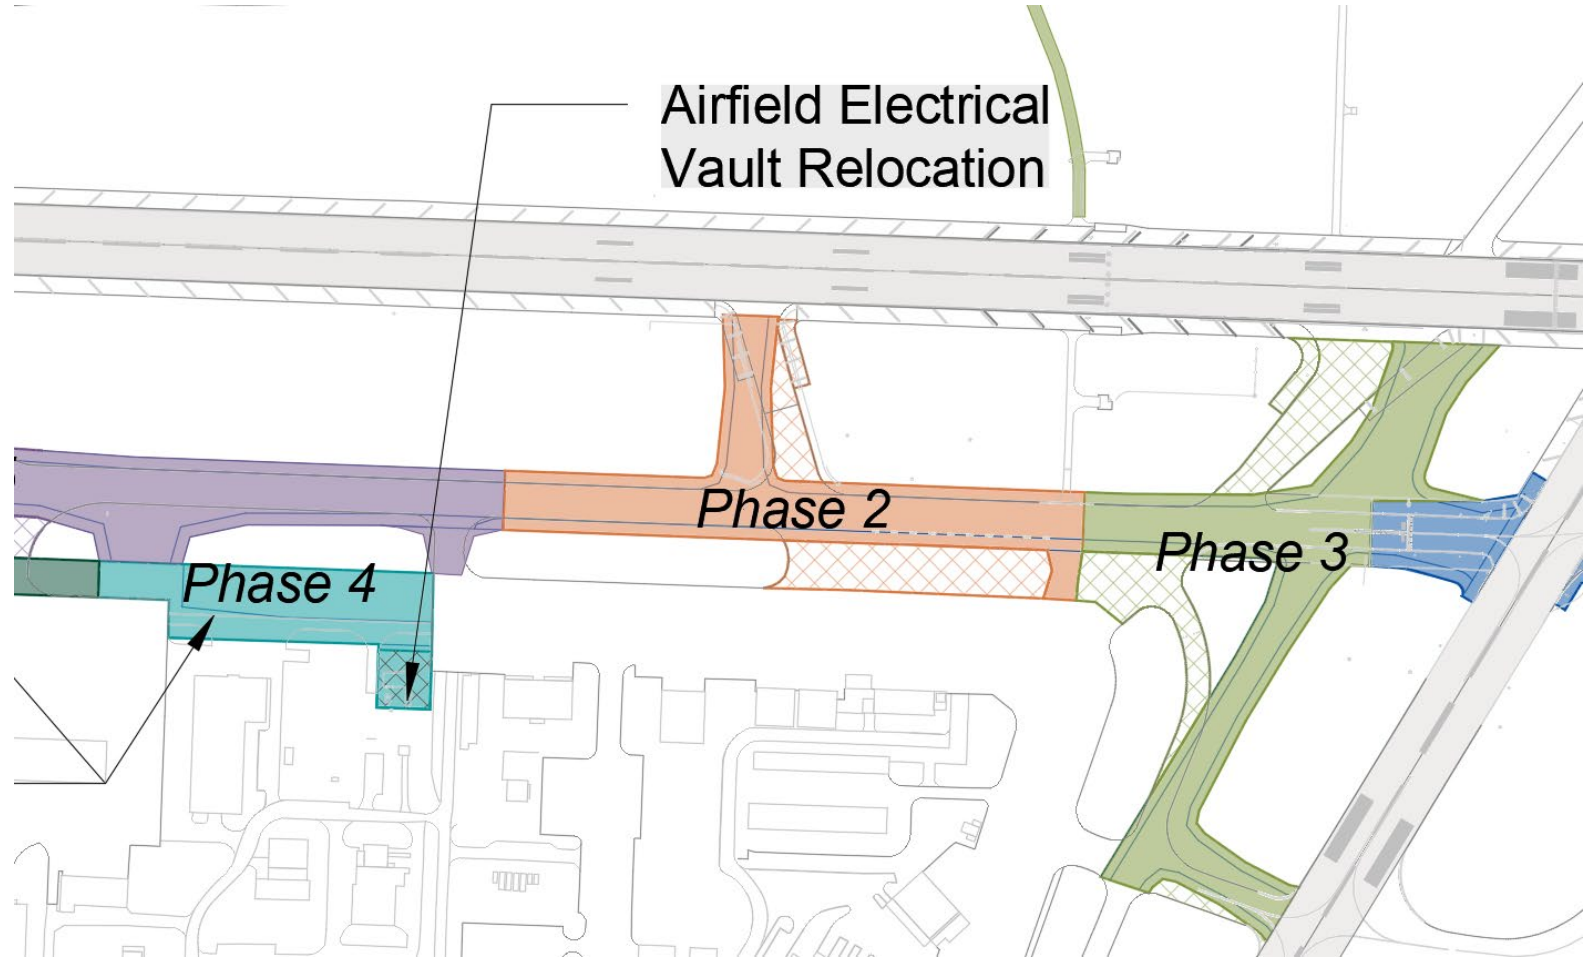 Airfield Electrical
Vault Relocation
Phase 2
Phase 3
Phase 4